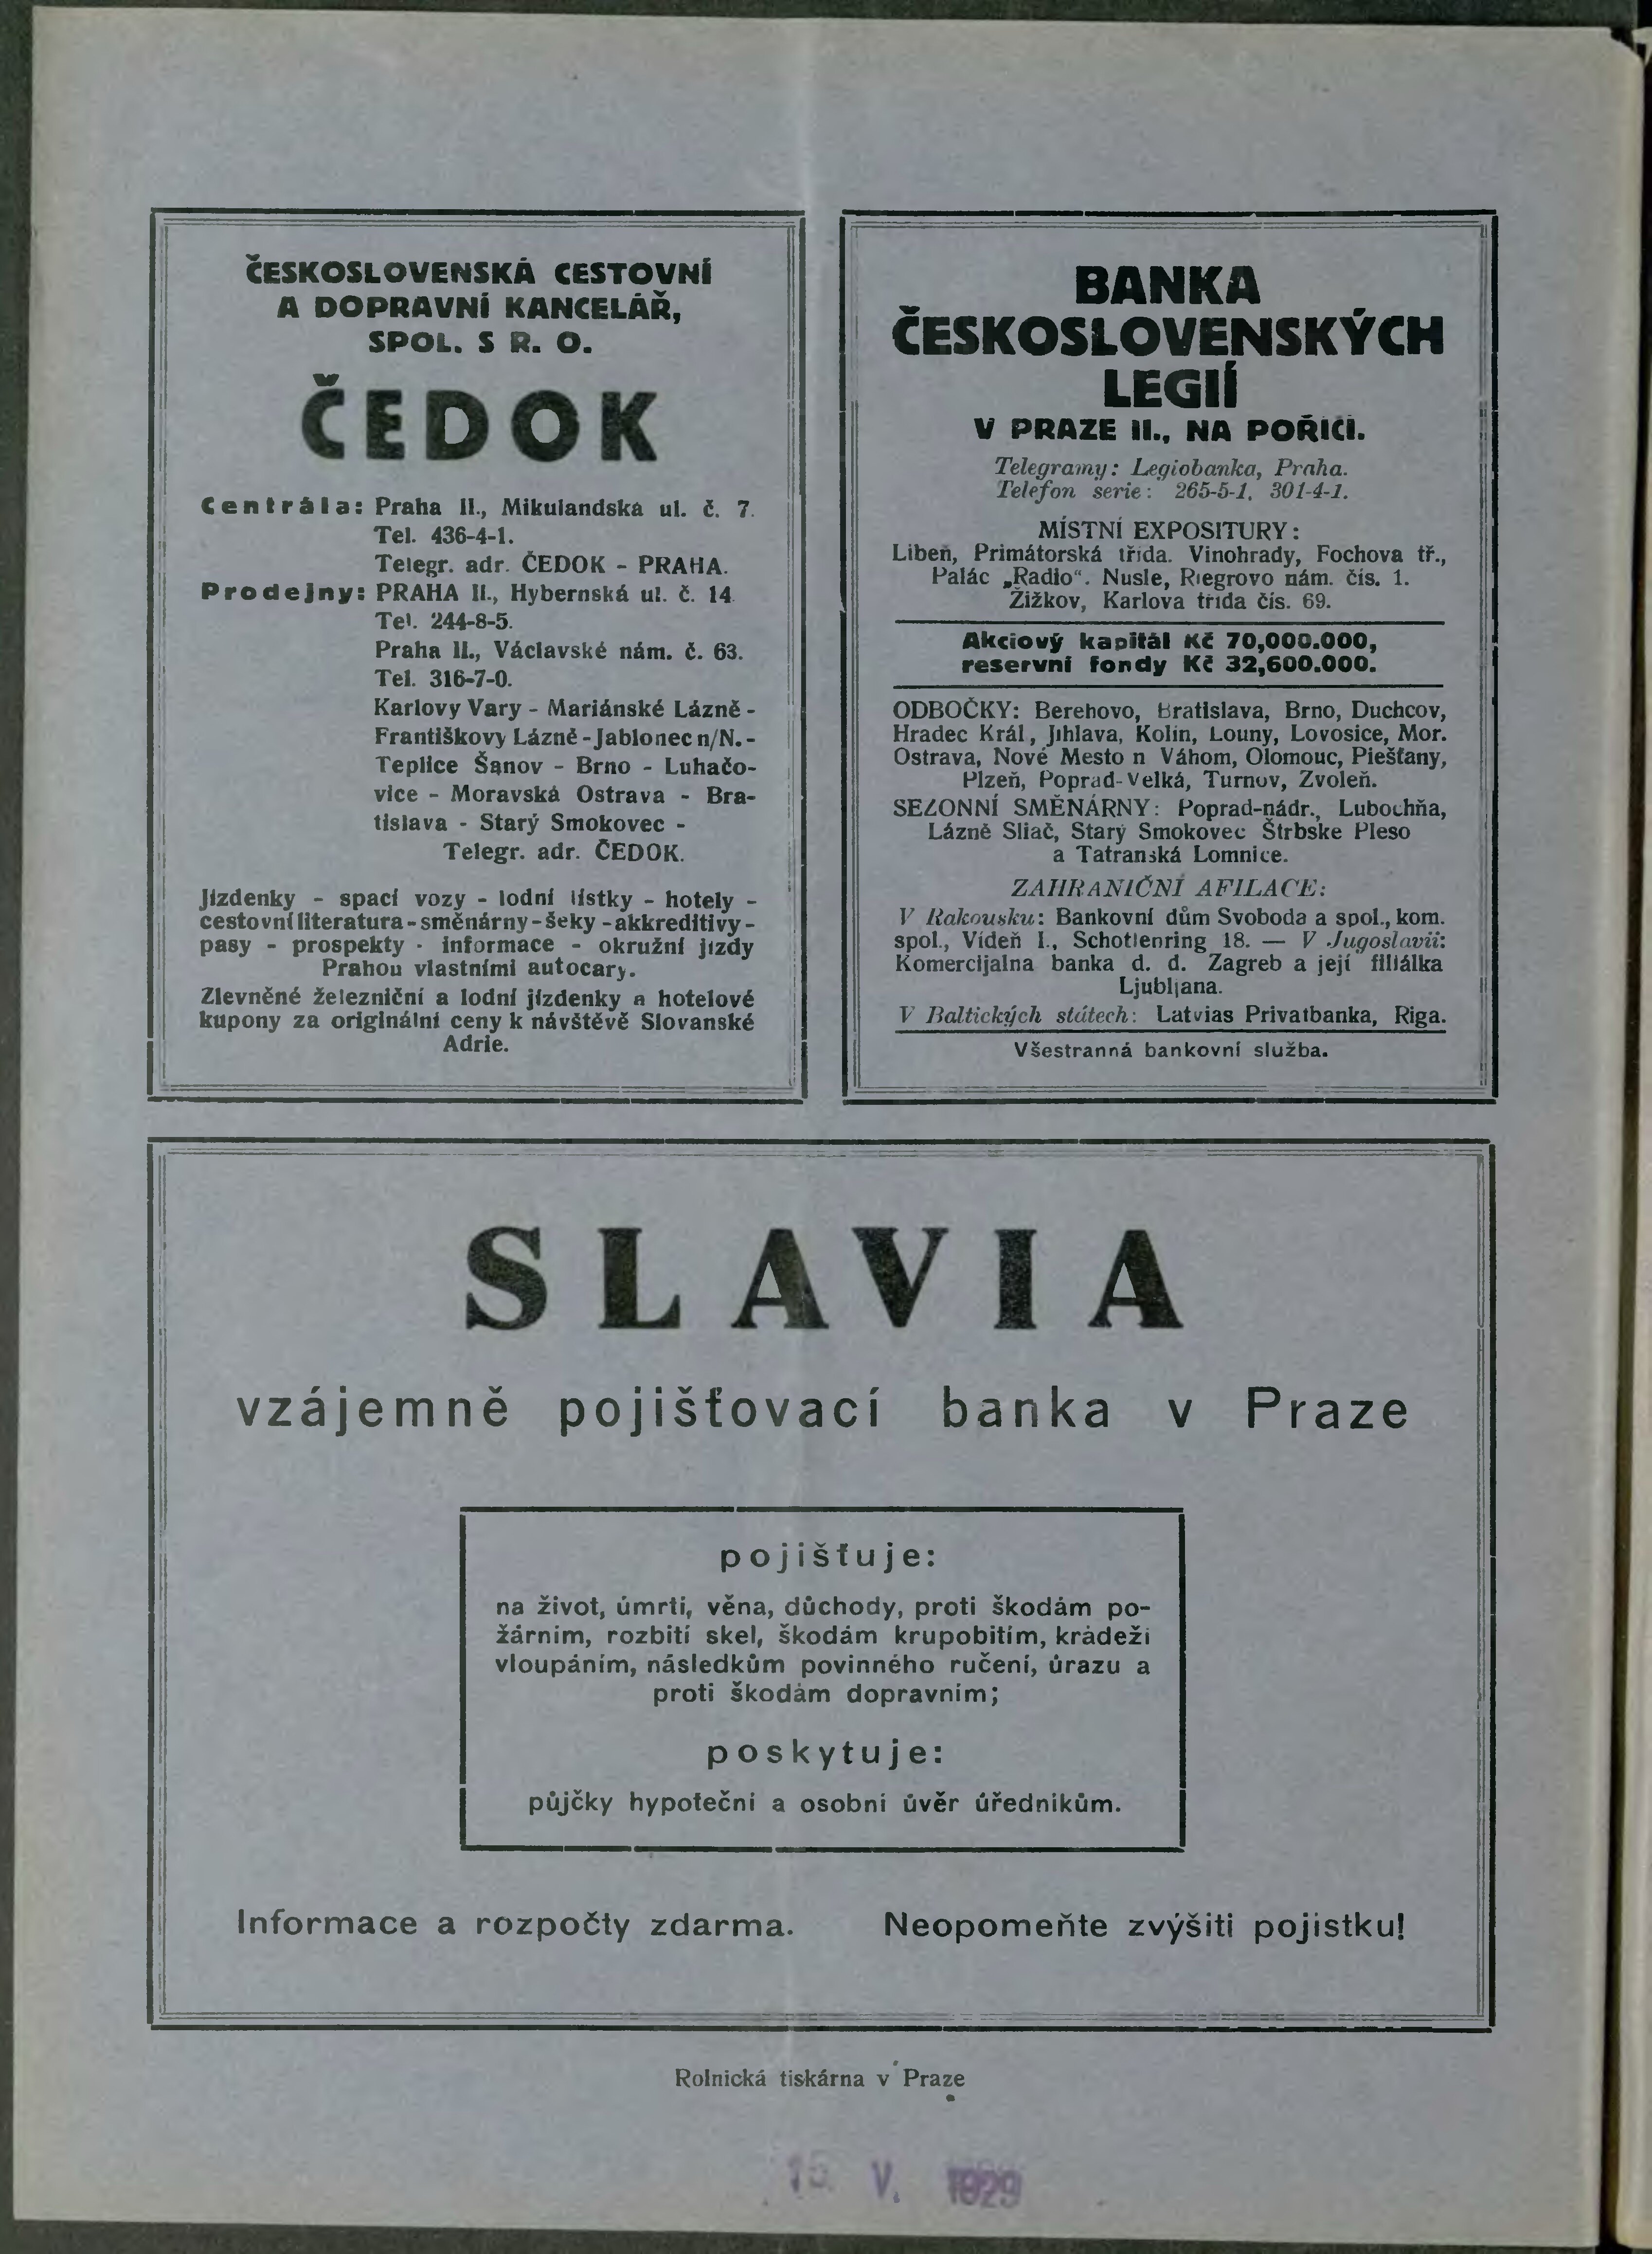 ČESKOSLOVENSKÁ CESTOVNÍ
A DOPRAVNÍ KANCELÁŘ,
SPOL. S R. O.
ČEDOK
Centrála: Praha II., Mikulandská ul. č. 7.
Tel. 436-4-1.
Telegr. adr. ČEDOK - PRAHA.
Prodejny: PRAHA II., Hybernská ul. č. 14
Tel. 244-8-5.
Praha II., Václavské nám. č. 63.
Tel. 316-7-0.
Karlovy Vary - Mariánské Lázně -
Františkovy Lázně - Jablonec n/N. -
Teplice Šanov - Brno - Luhačo-
vice - Moravská Ostrava - Bra-
tislava - Starý Smokovec -
Telegr. adr. ČEDOK.
Jízdenky - spací vozy - lodní lístky - hotely -
cestovní literatura - směnárny - šeky - akkreditivy -
pasy - prospekty - informace - okružní jízdy
Prahou vlastními autocary.
Zlevněné železniční a lodní jízdenky a hotelové
kupony za originální ceny k návštěvě Slovanské
Adrie.
BANKA
ČESKOSLOVENSKÝCH
LEGIÍ
V PRAZE II., NA POŘÍČÍ.
Telegramy: Legiobanka, Praha.
Telefon serie: 265-5-1, 301-4-1.
MÍSTNÍ EXPOSITURY:
Libeň, Primátorská třída. Vinohrady, Fochova tř.,
Palác „Radio“. Nusle, Riegrovo nám. čís. 1.
Žižkov, Karlova třída čís. 69.
Akciový kapitál Kč 70,000.000,
reservní fondy Kč 32,600.000.
ODBOČKY: Berehovo, Bratislava, Brno, Duchcov,
Hradec Král, Jihlava, Kolín, Louny, Lovosice, Mor.
Ostrava, Nové Mesto n Váhom, Olomouc, Piešťany,
Plzeň, Poprad-Velká, Turnov, Zvoleň.
SEZONNÍ SMĚNÁRNY: Poprad-nádr., Lubochňa,
Lázně Sliač, Starý Smokovec Štrbske Pleso
a Tatranská Lomnice.
ZAHRANIČNÍ AFILACE:
V Rakousku: Bankovní dům Svoboda a spol., kom.
spol., Vídeň I., Schottenring 18. — V Jugoslavii:
Komercijalna banka d. d. Zagreb a její filiálka
Ljubljana.
V Baltických státech: Latvias Privatbanka, Riga.
Všestranná bankovní služba.
SLAVIA
vzájemně pojišťovací banka v Praze
pojišťuje:
na život, úmrtí, věna, důchody, proti škodám po-
žárním, rozbití skel, škodám krupobitím, krádeži
vloupáním, následkům povinného ručení, úrazu a
proti škodám dopravním;
poskytuje:
půjčky hypoteční a osobní úvěr úředníkům.
Informace a rozpočty zdarma. Neopomeňte zvýšiti pojistku!
Rolnická tiskárna v Praze
V. 1929